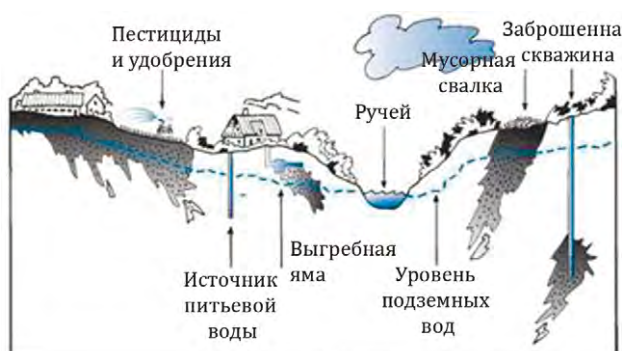 Пестициды
и удобрения
Мусорная
свалка
Заброшенна
скважина
Ручей
Источник
питьевой
воды
Выгребная
яма
Уровень
подземных
вод